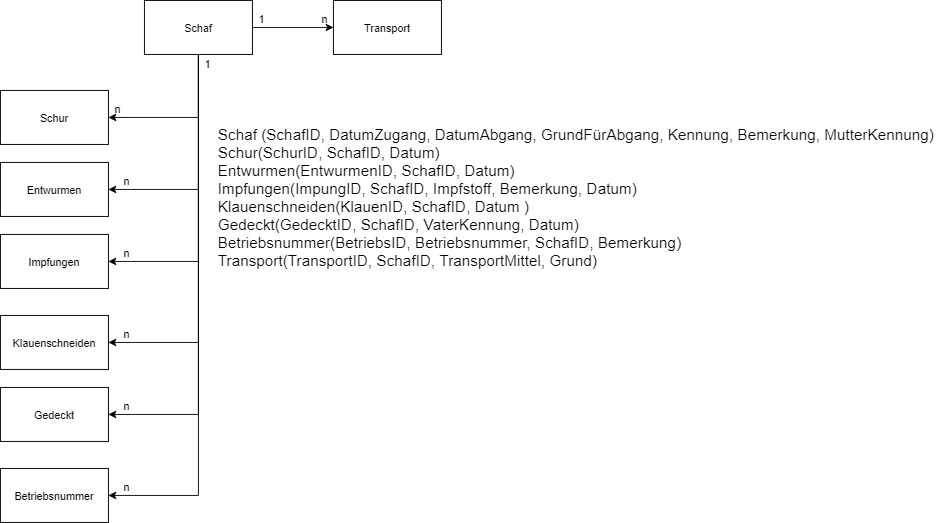 Schaf
1
n
Transport
1
n
Schur
n
Entwurmen
n
Impfungen
n
Klauenschneiden
n
Gedeckt
n
Betriebsnummer
Schaf (SchafID, DatumZugang, DatumAbgang, GrundFürAbgang, Kennung, Bemerkung, MutterKennung)
Schur(SchurID, SchafID, Datum)
Entwurmen(EntwurmenID, SchafID, Datum)
Impfungen(ImpungID, SchafID, Impfstoff, Bemerkung, Datum)
Klauenschneiden(KlauenID, SchafID, Datum )
Gedeckt(GedecktID, SchafID, VaterKennung, Datum)
Betriebsnummer(BetriebsID, Betriebsnummer, SchafID, Bemerkung)
Transport(TransportID, SchafID, TransportMittel, Grund)